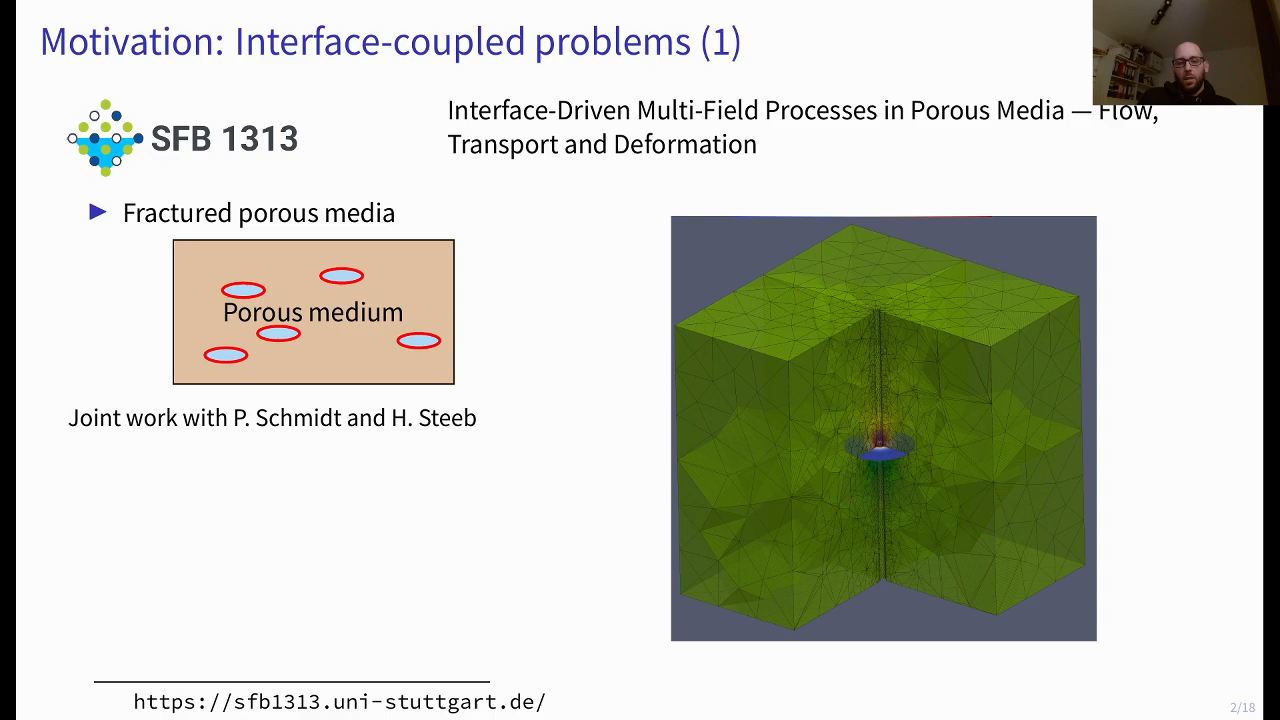 Motivation: Interface-coupled problems (1)
SFB 1313
Interface-Driven Multi-Field Processes in Porous Media — Flow,
Transport and Deformation
▶ Fractured porous media
Porous medium
Joint work with P. Schmidt and H. Steeb
https://sfb1313.uni-stuttgart.de/
2/18